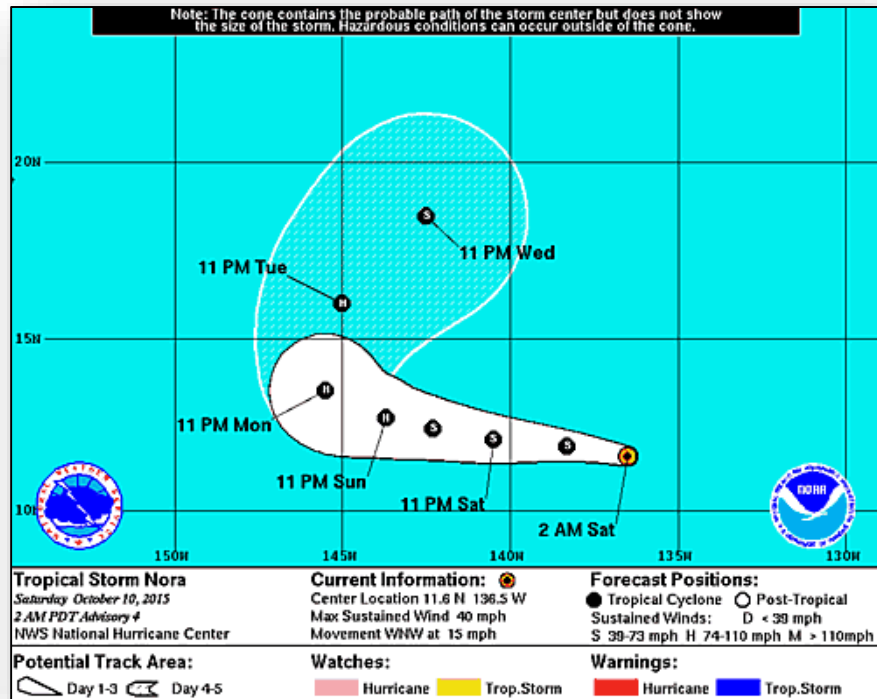 Note: The cone contains the probable path of the storm center but does not show
the size of the storm. Hazardous conditions can occur outside of the cone.
20N
S
11 PM Wed
11 PM Tue
H
15N
H
11 PM Mon
H
S
S
S
11 PM Sun
11 PM Sat
2 AM Sat
NOAA
10N
150W 145W 140W 135W 130W
Tropical Storm Nora
Saturday October 10, 2015
2 AM PDT Advisory 4
NWS National Hurricane Center
Current Information:
Center Location 11.6 N 136.5 W
Max Sustained Wind 40 mph
Movement WNW at 15 mph
Forecast Positions:
Tropical Cyclone Post-Tropical
Sustained Winds: D < 39 mph
S 39-73 mph H 74-110 mph M > 110mph
Potential Track Area:
Day 1-3 Day 4-5
Watches:
Hurricane Trop.Storm
Warnings:
Hurricane Trop.Storm